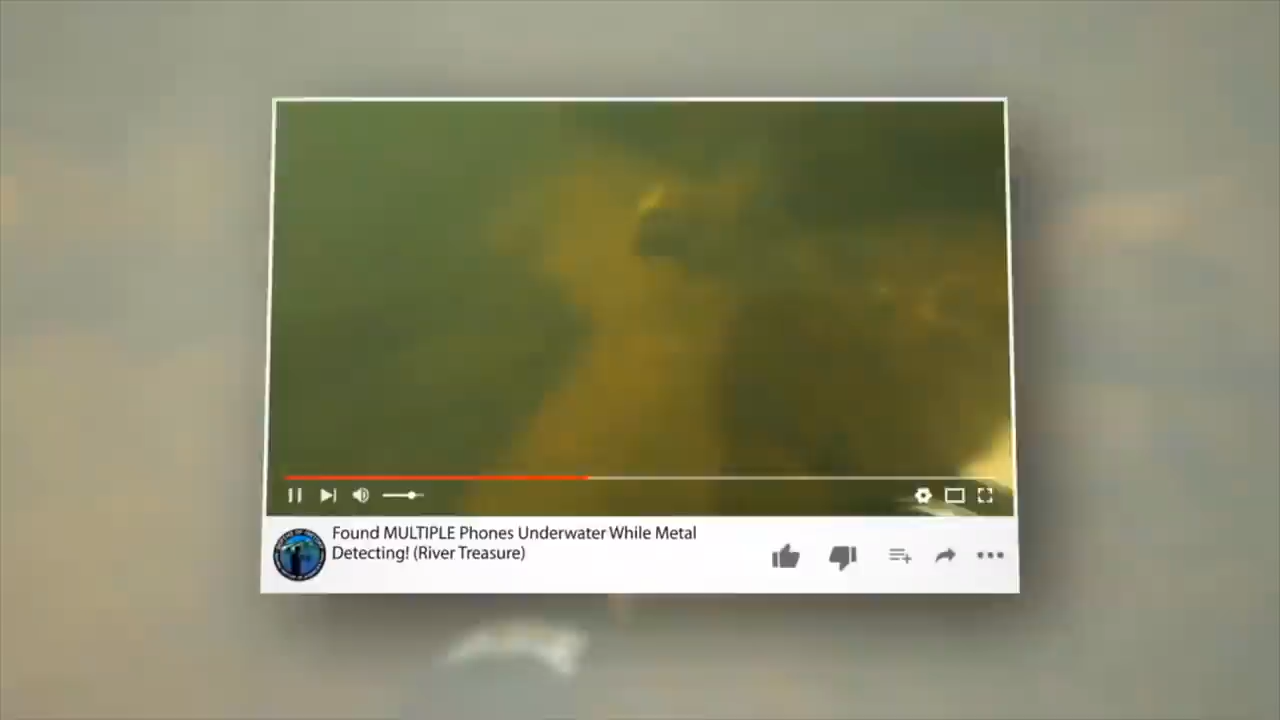 Found MULTIPLE Phones Underwater While Metal
Detecting! (River Treasure)